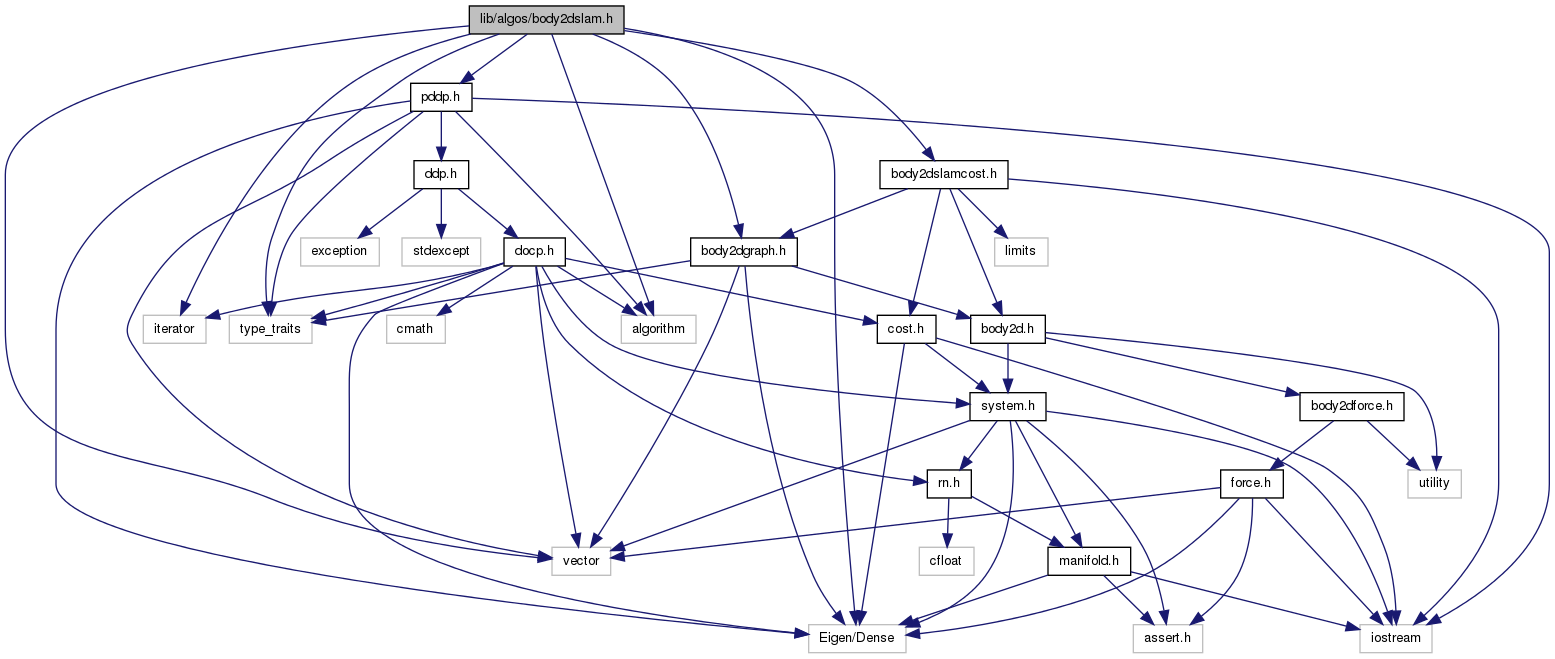 lib/algos/body2dslam.h
pddp.h
ddp.h
body2dslamcost.h
exception
stdexcept
docp.h
body2dgraph.h
limits
iterator
type_traits
cmath
algorithm
cost.h
body2d.h
system.h
body2dforce.h
rn.h
force.h
utility
vector
cfloat
manifold.h
Eigen/Dense
assert.h
iostream